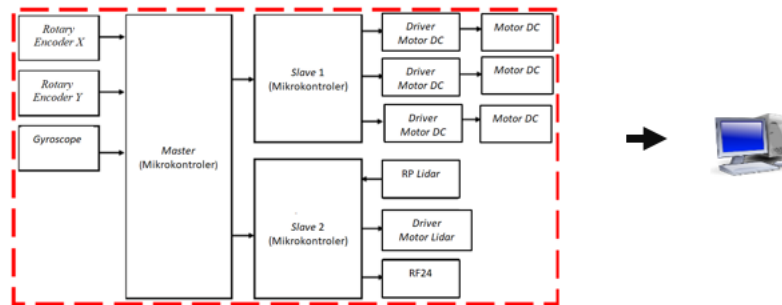 Rotary
Encoder X
Rotary
Encoder Y
Gyroscope
Master
(Mikrokontroler)
Slave 1
(Mikrokontroler)
Driver
Motor DC
Motor DC
Driver
Motor DC
Motor DC
Driver
Motor DC
Motor DC
Slave 2
(Mikrokontroler)
RP Lidar
Driver
Motor Lidar
RF24